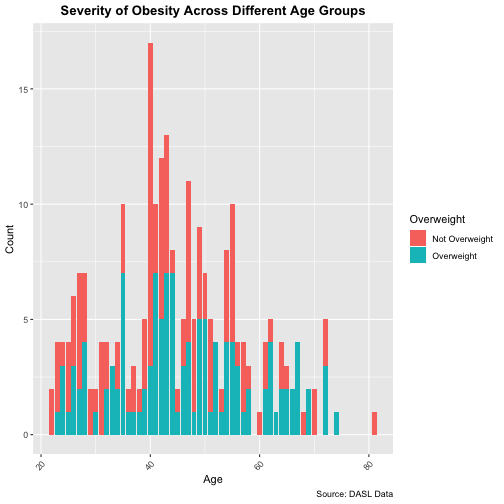 Severity of Obesity Across Different Age Groups
Count
15
10
5
0
20
40
60
80
Age
Overweight
Not Overweight
Overweight
Source: DASL Data